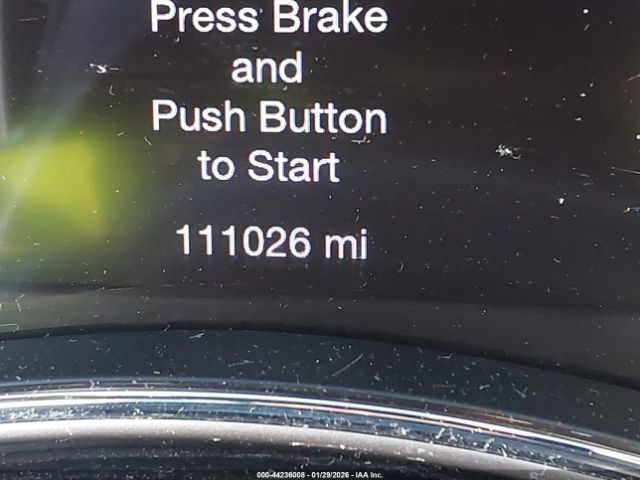 Press Brake
and
Push Button
to Start
111026 mi
000-44236008 - 01/29/2026 - IAA Inc.